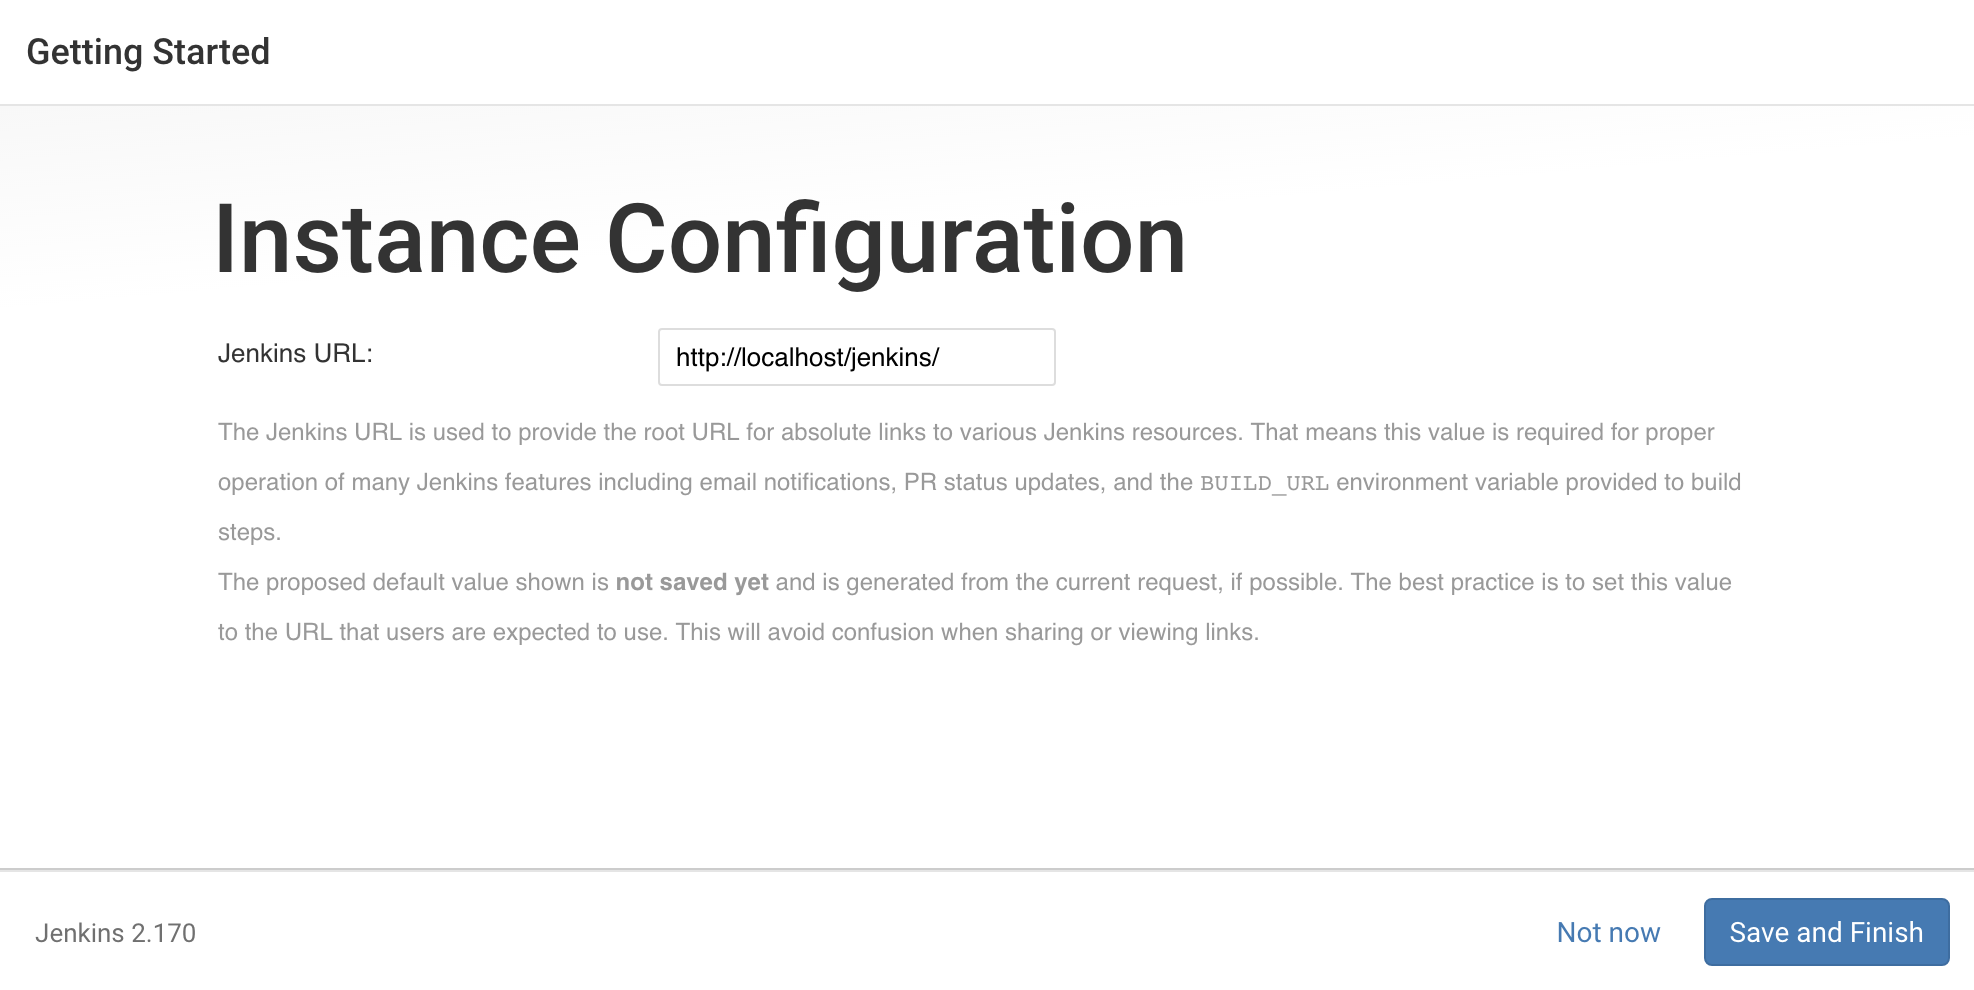 Getting Started
Instance Configuration
Jenkins URL:
http://localhost/jenkins/
The Jenkins URL is used to provide the root URL for absolute links to various Jenkins resources. That means this value is required for proper
operation of many Jenkins features including email notifications, PR status updates, and the BUILD_URL environment variable provided to build
steps.
The proposed default value shown is not saved yet and is generated from the current request, if possible. The best practice is to set this value
to the URL that users are expected to use. This will avoid confusion when sharing or viewing links.
Jenkins 2.170
Not now
Save and Finish